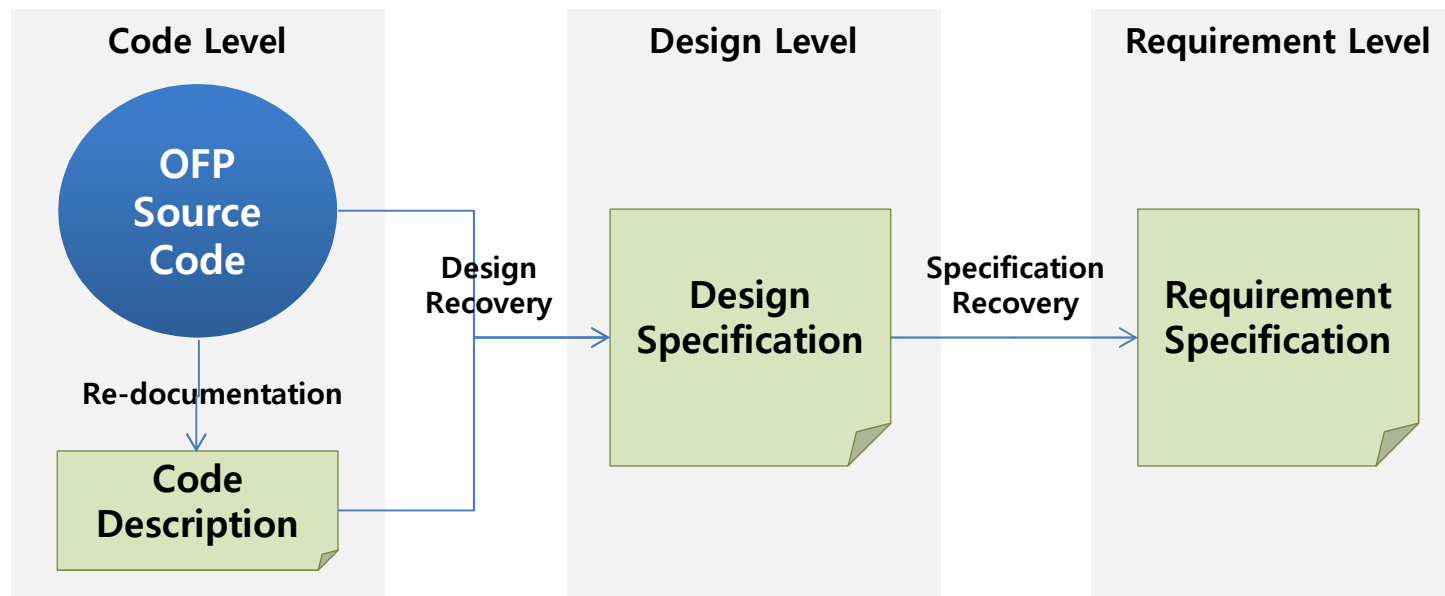 Code Level
OFP
Source
Code
Re-documentation
Code
Description
Design
Recovery
Design Level
Design
Specification
Specification
Recovery
Requirement Level
Requirement
Specification